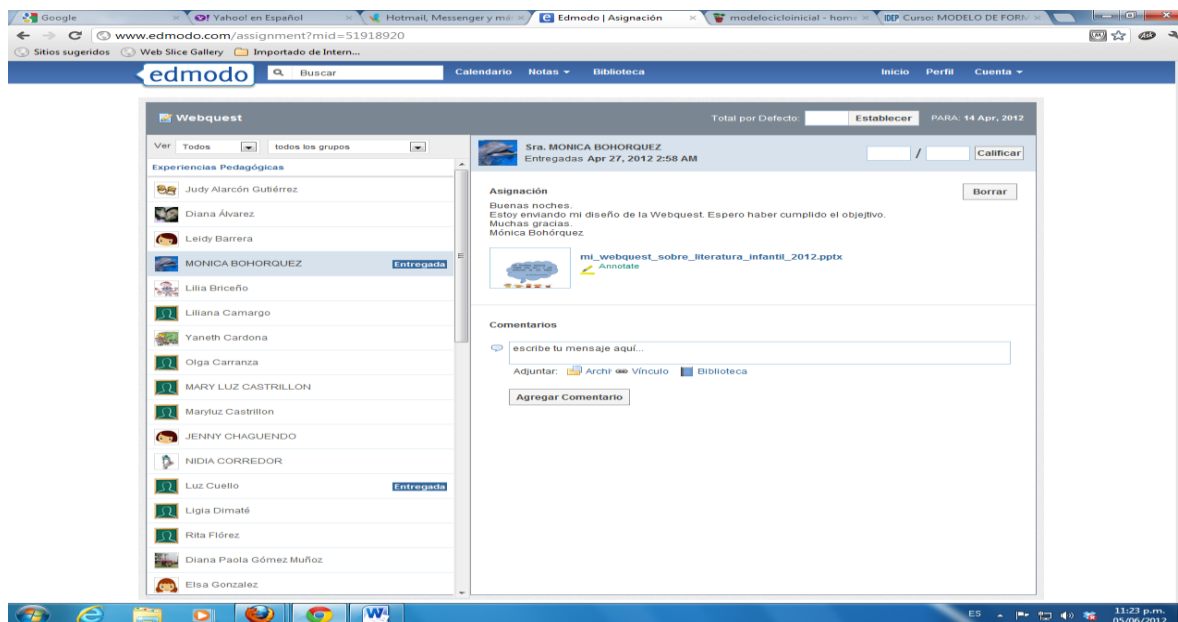 Google
Yahoo! en Español
Hotmail, Messenger y má
Edmodo | Asignación
modelocicloinicial - home
IDEP Curso: MODELO DE FORM
www.edmodo.com/assignment?mid=51918920
Sitios sugeridos Web Slice Gallery Importado de Intern...
edmodo Buscar Calendario Notas Biblioteca Inicio Perfil Cuenta
Webquest Total por Defecto: Establecer PARA: 14 Apr, 2012
Ver Todos todos los grupos
Experiencias Pedagógicas
Judy Alarcón Gutiérrez
Diana Álvarez
Leidy Barrera
MONICA BOHORQUEZ Entregada
Lilia Briceño
Liliana Camargo
Yaneth Cardona
Olga Carranza
MARY LUZ CASTRILLON
Maryluz Castrillon
JENNY CHAGUENDO
NIDIA CORREDOR
Luz Cuello Entregada
Ligia Dimaté
Rita Flórez
Diana Paola Gómez Muñoz
Elsa Gonzalez
Sra. MONICA BOHORQUEZ
Entregadas Apr 27, 2012 2:58 AM
/ Calificar
Asignación Borrar
Buenas noches.
Estoy enviando mi diseño de la Webquest. Espero haber cumplido el objejtivo.
Muchas gracias.
Mónica Bohórquez
mi_webquest_sobre_literatura_infantil_2012.pptx
Annotate
Comentarios
escribe tu mensaje aquí...
Adjuntar: Archi Vínculo Biblioteca
Agregar Comentario
ES 11:23 p.m.
05/06/2012